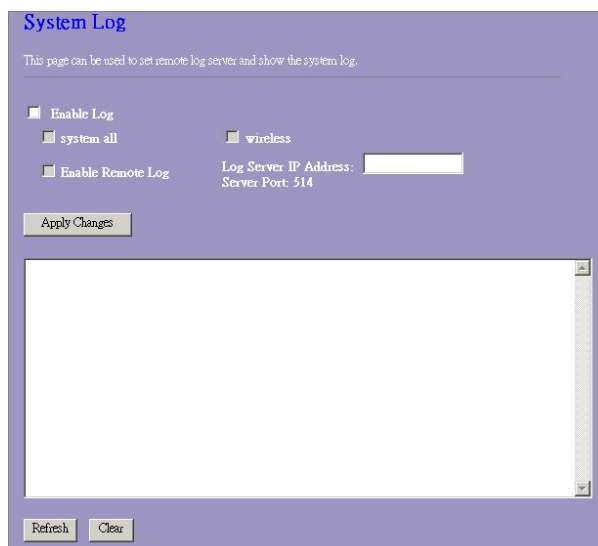 System Log
This page can be used to set remote log server and show the system log.
Enable Log
system all
wireless
Enable Remote Log
Log Server IP Address:
Server Port: 514
Apply Changes
Refresh
Clear